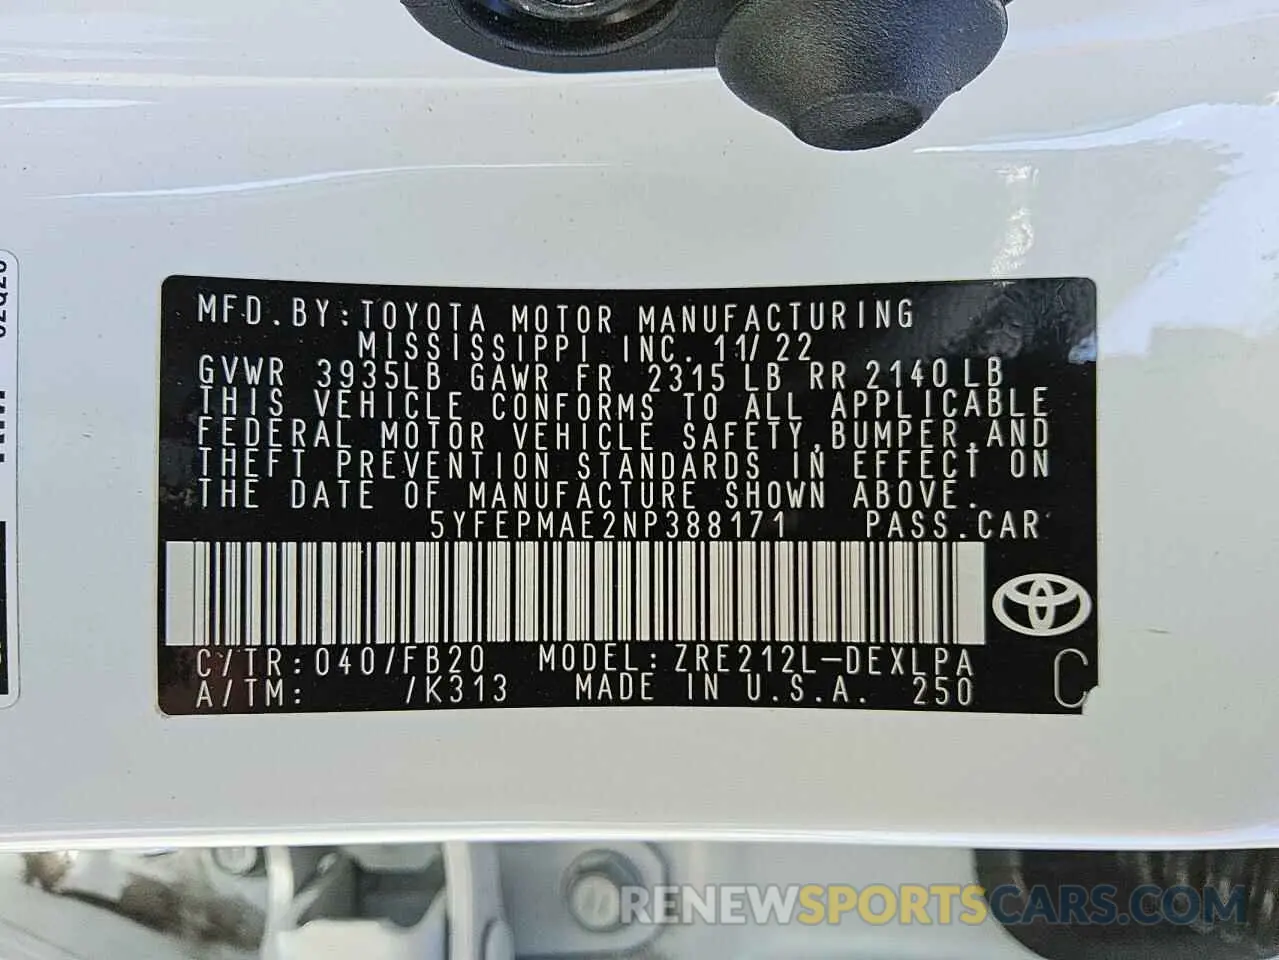 MFD.BY:TOYOTA MOTOR MANUFACTURING
MISSISSIPPI INC. 11/22
GVWR 3935LB GAWR FR 2315 LB RR 2140 LB
THIS VEHICLE CONFORMS TO ALL APPLICABLE
FEDERAL MOTOR VEHICLE SAFETY,BUMPER,AND
THEFT PREVENTION STANDARDS IN EFFECT ON
THE DATE OF MANUFACTURE SHOWN ABOVE.
5YFEPMAE2NP388171 PASS.CAR
C/TR:040/FB20 MODEL:ZRE212L-DEXLPA
A/TM: /K313 MADE IN U.S.A. 250 C
RENEWSPORTSCARS.COM